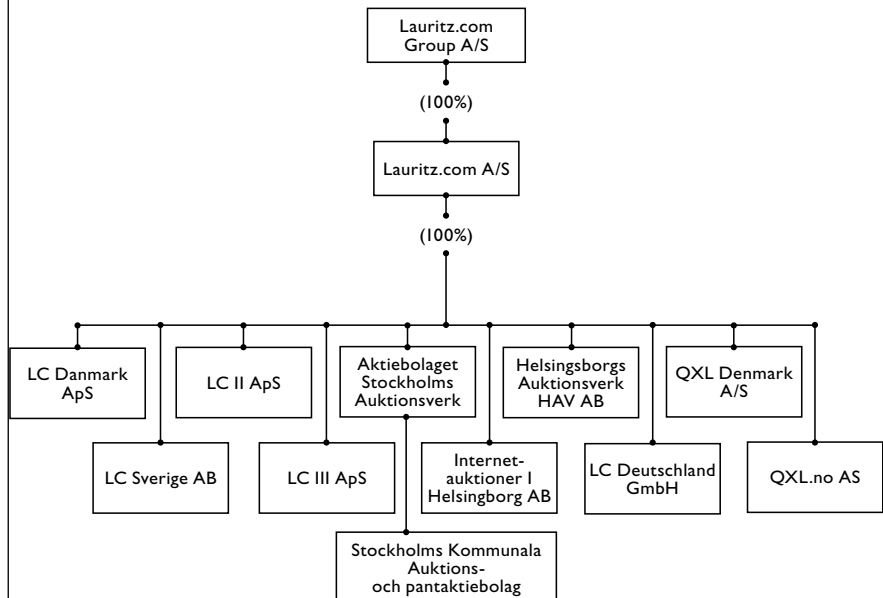 Lauritz.com
Group A/S
(100%)
Lauritz.com A/S
(100%)
LC Danmark
ApS
LC II ApS
Aktiebolaget
Stockholms
Auktionsverk
Helsingsborgs
Auktionsverk
HAV AB
QXL Denmark
A/S
LC Sverige AB
LC III ApS
Internet-
auktioner I
Helsingborg AB
LC Deutschland
GmbH
QXL.no AS
Stockholms Kommunala
Auktions-
och pantaktiebolag